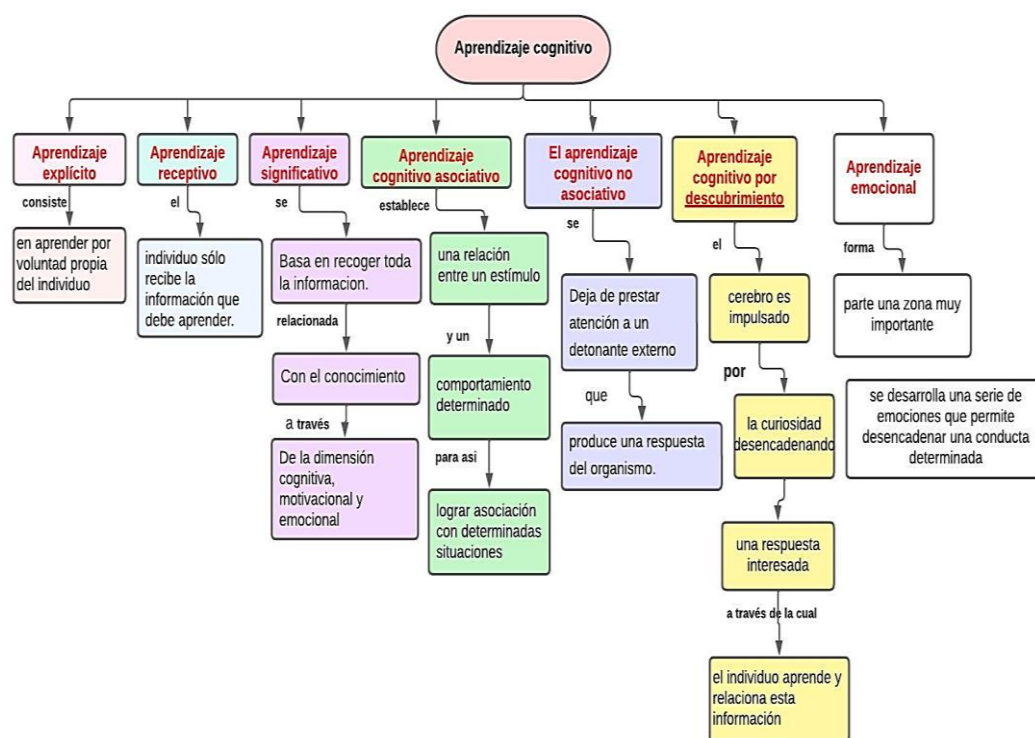 Aprendizaje cognitivo
Aprendizaje
explícito
consiste
en aprender por
voluntad propia
del individuo
Aprendizaje
receptivo
el
individuo sólo
recibe la
información que
debe aprender.
Aprendizaje
significativo
se
Basa en recoger toda
la informacion.
relacionada
Con el conocimiento
a través
De la dimensión
cognitiva,
motivacional y
emocional
Aprendizaje
cognitivo asociativo
establece
una relación
entre un estímulo
y un
comportamiento
determinado
para asi
lograr asociación
con determinadas
situaciones
El aprendizaje
cognitivo no
asociativo
se
Deja de prestar
atención a un
detonante externo
que
produce una respuesta
del organismo.
Aprendizaje
cognitivo por
descubrimiento
el
cerebro es
impulsado
por
la curiosidad
desencadenando
una respuesta
interesada
a través de la cual
el individuo aprende y
relaciona esta
información
Aprendizaje
emocional
forma
parte una zona muy
importante
se desarrolla una serie de
emociones que permite
desencadenar una conducta
determinada